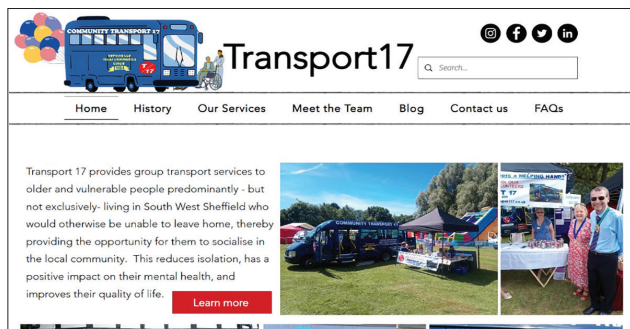 COMMUNITY TRANSPORT 17
T
17
Transport17
Search...
Home History Our Services Meet the Team Blog Contact us FAQs
Transport 17 provides group transport services to
older and vulnerable people predominantly - but
not exclusively- living in South West Sheffield who
would otherwise be unable to leave home, thereby
providing the opportunity for them to socialise in
the local community. This reduces isolation, has a
positive impact on their mental health, and
improves their quality of life.
Learn more
COMMUNITY TRANSPORT
A HELPING HAND?